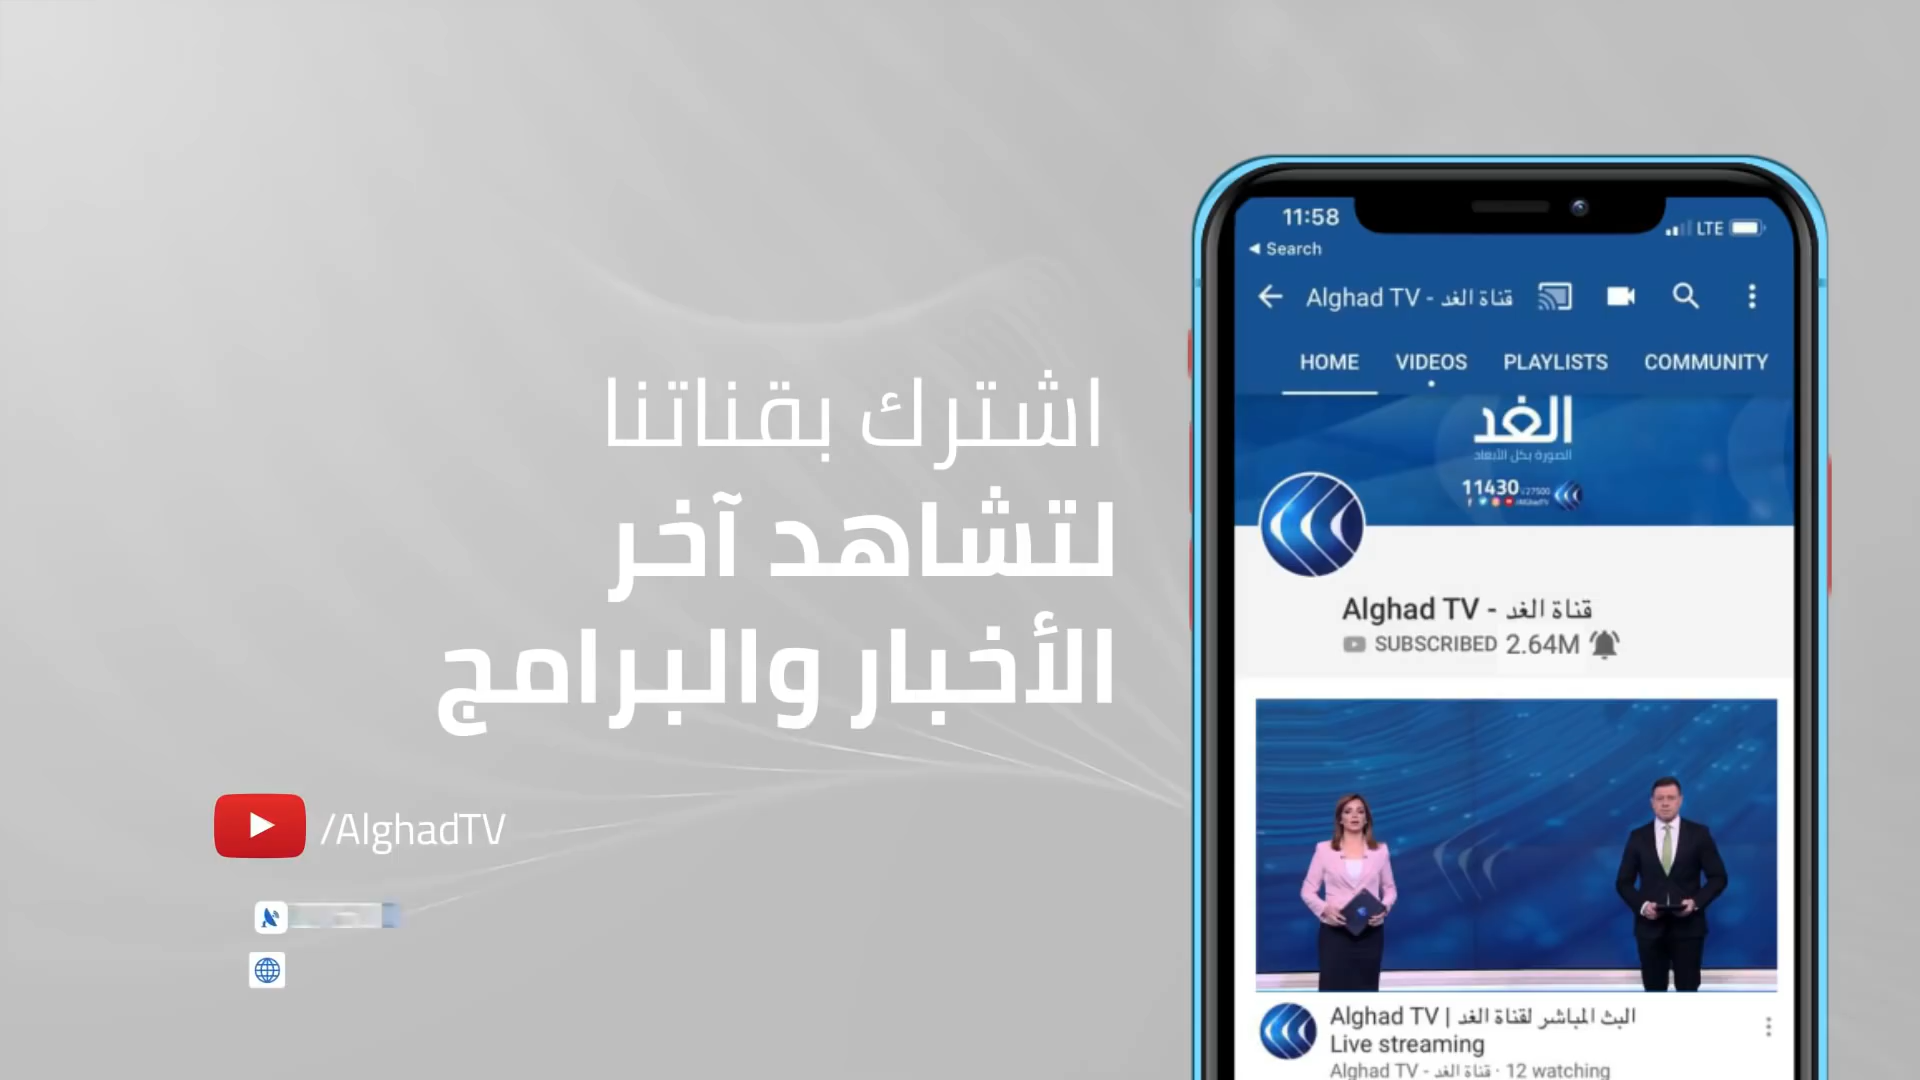 اشترك بقناتنا
لتشاهد آخر
الأخبار والبرامج
/AlghadTV
11:58
LTE
◀ Search
Alghad TV - قناة الغد
HOME VIDEOS PLAYLISTS COMMUNITY
الغد
الصورة بكل الأبعاد
11430 V27500
/AlGhadTV
Alghad TV - قناة الغد
SUBSCRIBED 2.64M
Alghad TV | البث المباشر لقناة الغد
Live streaming
Alghad TV - قناة الغد · 12 watching